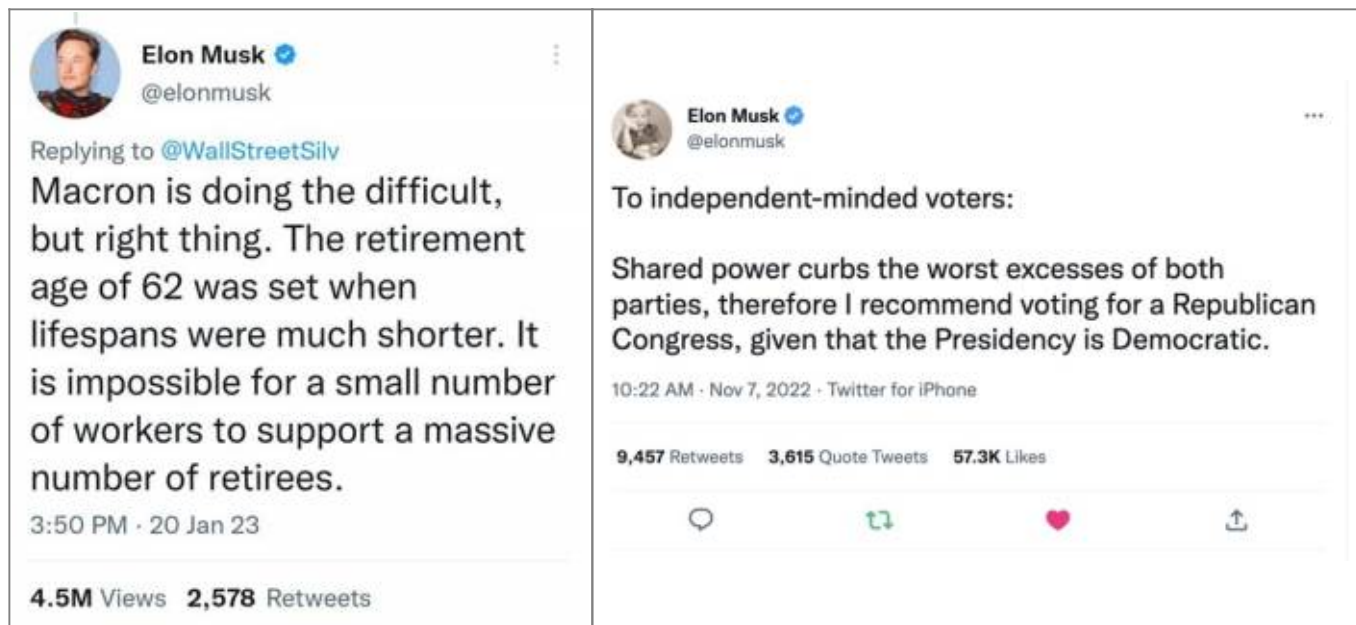 Elon Musk
@elonmusk
Replying to @WallStreetSilv
Macron is doing the difficult,
but right thing. The retirement
age of 62 was set when
lifespans were much shorter. It
is impossible for a small number
of workers to support a massive
number of retirees.
3:50 PM · 20 Jan 23
4.5M Views 2,578 Retweets
Elon Musk
@elonmusk
To independent-minded voters:
Shared power curbs the worst excesses of both
parties, therefore I recommend voting for a Republican
Congress, given that the Presidency is Democratic.
10:22 AM · Nov 7, 2022 · Twitter for iPhone
9,457 Retweets 3,615 Quote Tweets 57.3K Likes